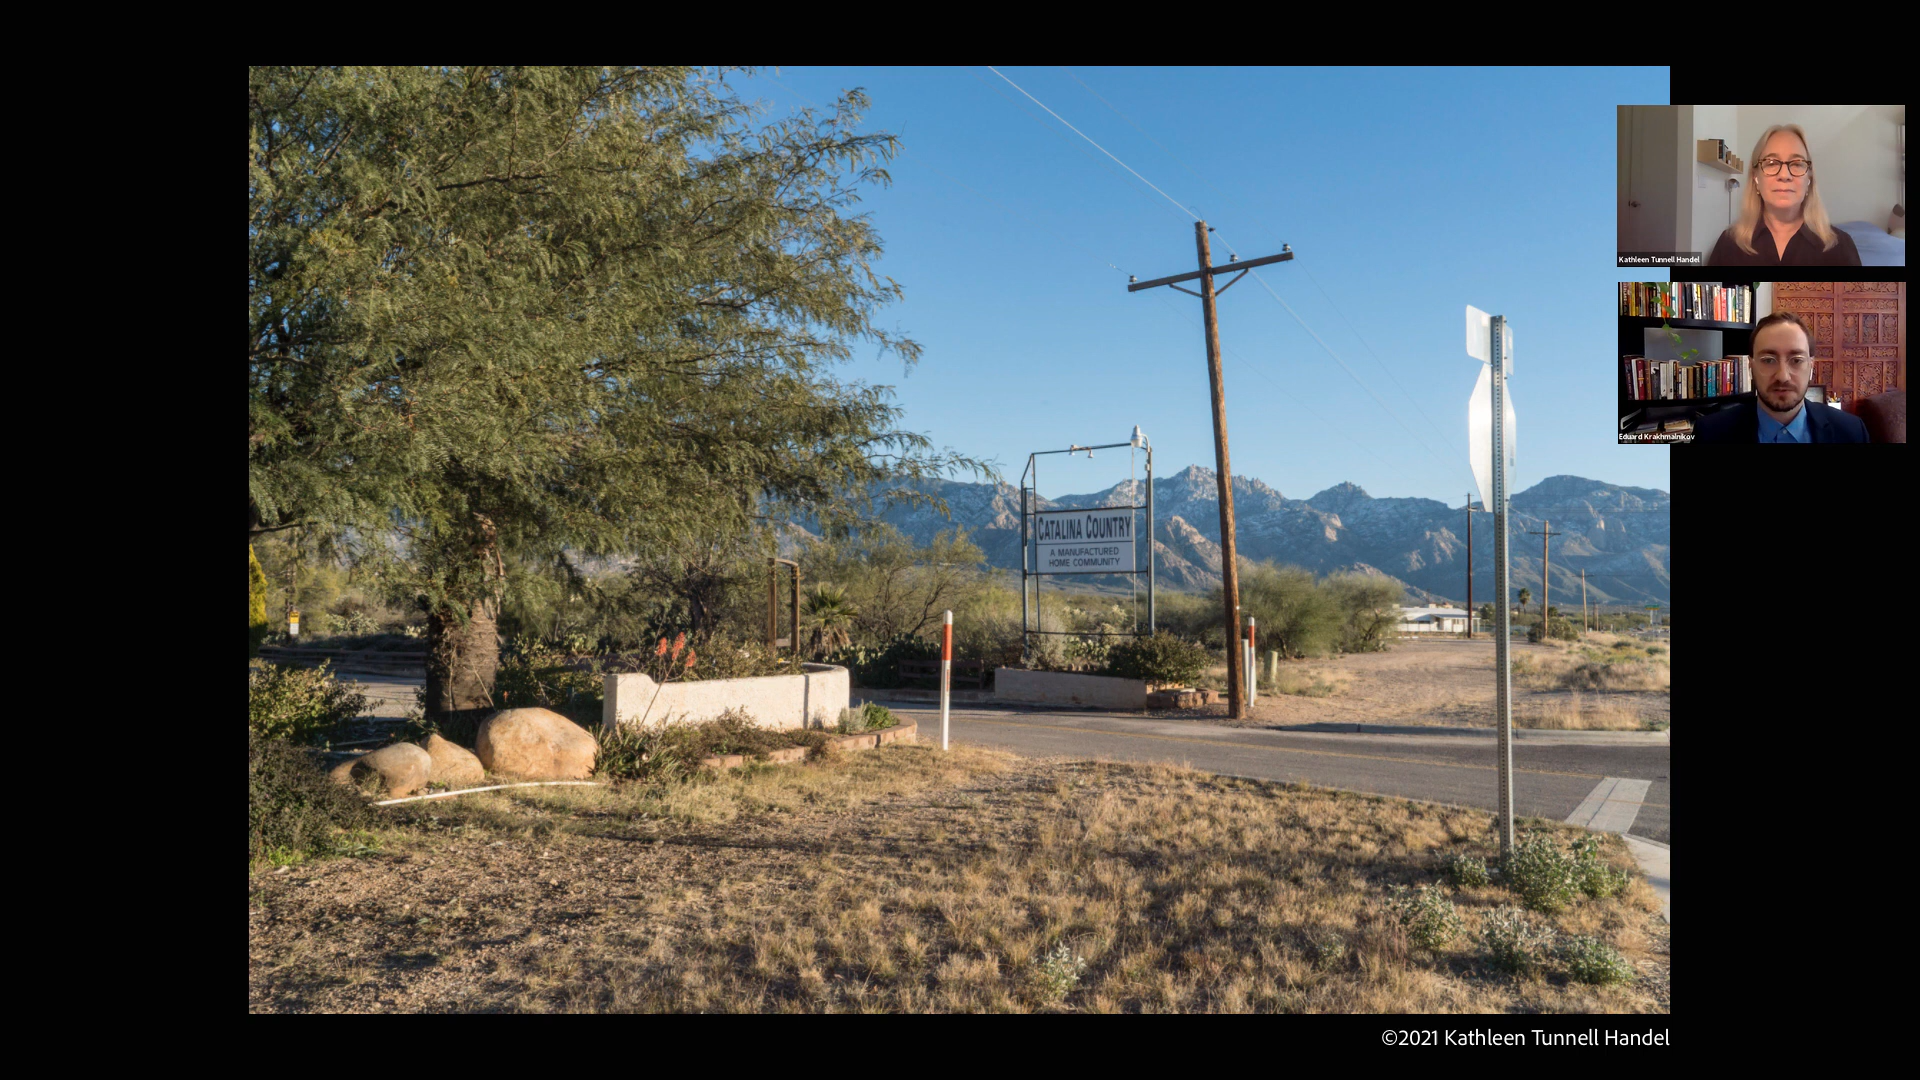 CATALINA COUNTRY
A MANUFACTURED
HOME COMMUNITY
Kathleen Tunnell Handel
Eduard Krakhmalnikov
©2021 Kathleen Tunnell Handel